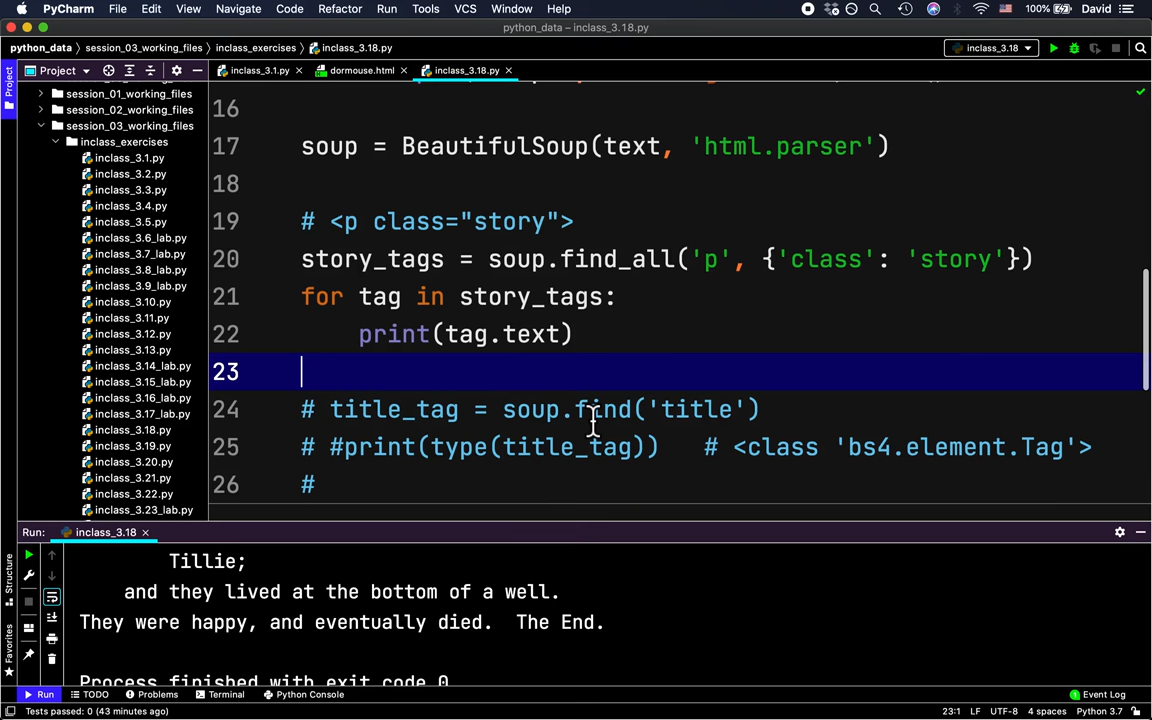 PyCharm File Edit View Navigate Code Refactor Run Tools VCS Window Help 100% David
python_data – inclass_3.18.py
python_data session_03_working_files inclass_exercises inclass_3.18.py inclass_3.18
Project inclass_3.1.py dormouse.html inclass_3.18.py
Project
session_01_working_files
session_02_working_files
session_03_working_files
inclass_exercises
inclass_3.1.py
inclass_3.2.py
inclass_3.3.py
inclass_3.4.py
inclass_3.5.py
inclass_3.6_lab.py
inclass_3.7_lab.py
inclass_3.8_lab.py
inclass_3.9_lab.py
inclass_3.10.py
inclass_3.11.py
inclass_3.12.py
inclass_3.13.py
inclass_3.14_lab.py
inclass_3.15_lab.py
inclass_3.16_lab.py
inclass_3.17_lab.py
inclass_3.18.py
inclass_3.19.py
inclass_3.20.py
inclass_3.21.py
inclass_3.22.py
inclass_3.23_lab.py
16
17 soup = BeautifulSoup(text, 'html.parser')
18
19 # <p class="story">
20 story_tags = soup.find_all('p', {'class': 'story'})
21 for tag in story_tags:
22 print(tag.text)
23
24 # title_tag = soup.find('title')
25 # #print(type(title_tag)) # <class 'bs4.element.Tag'>
26 #
Run: inclass_3.18
Tillie;
and they lived at the bottom of a well.
They were happy, and eventually died. The End.
Process finished with exit code 0
Structure
Favorites
Run TODO Problems Terminal Python Console 1 Event Log
Tests passed: 0 (43 minutes ago) 23:1 LF UTF-8 4 spaces Python 3.7